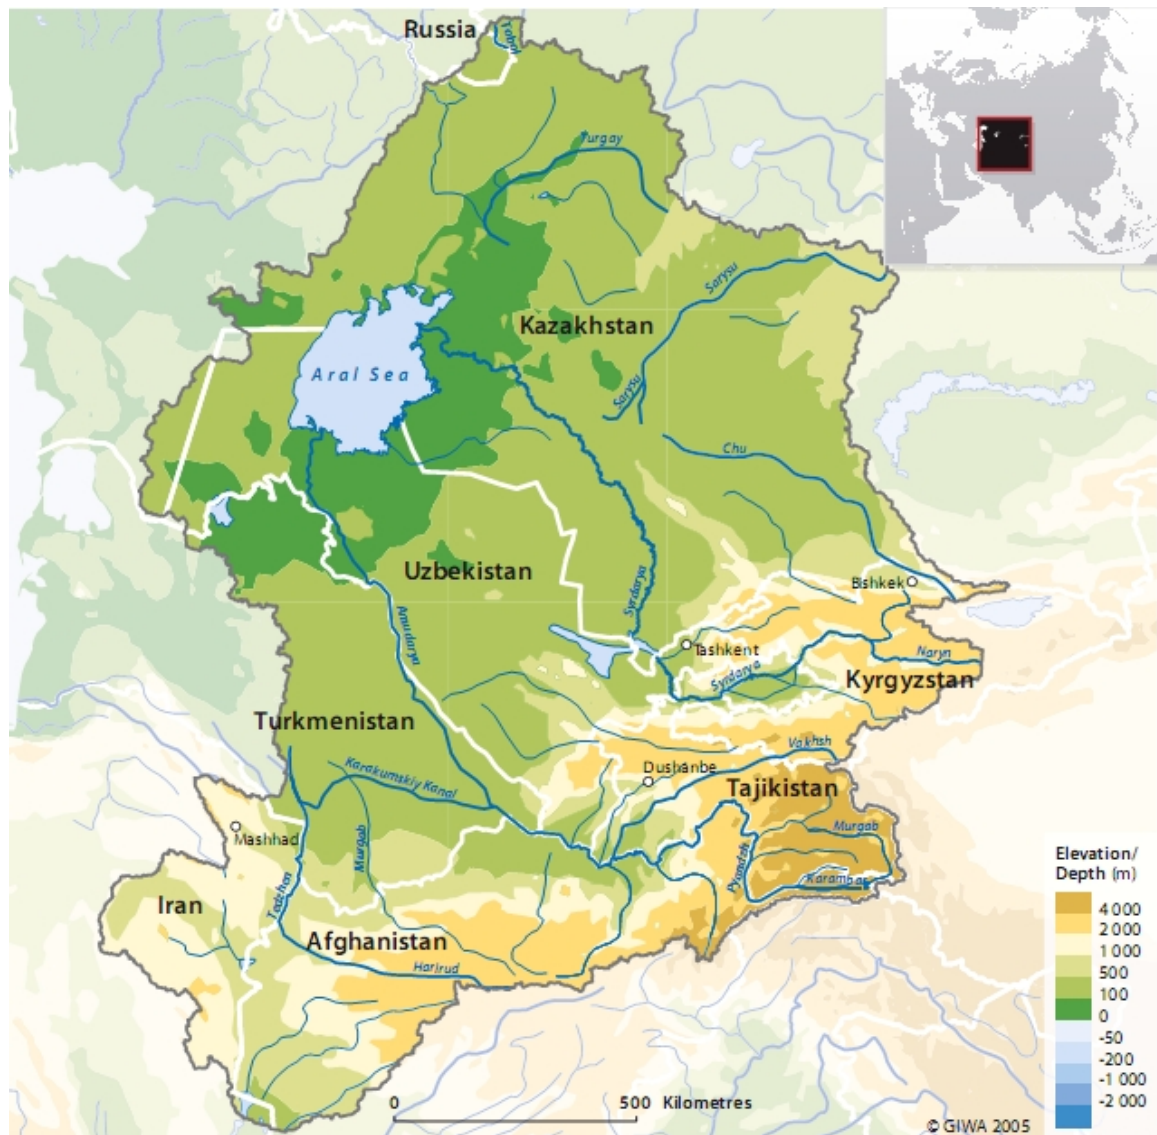 Russia
Tobol
Turgay
Sarysu
Kazakhstan
Aral Sea
Sarysu
Chu
Uzbekistan
Bishkek
Syrdarya
Amudarya
Tashkent
Naryn
Syrdarya
Kyrgyzstan
Turkmenistan
Vakhsh
Dushanbe
Karakumskiy Kanal
Tajikistan
Mashhad
Murgab
Murgab
Pyandzh
Karambar
Tedzhen
Iran
Afghanistan
Harirud
Elevation/
Depth (m)
4 000
2 000
1 000
500
100
0
-50
-200
-1 000
-2 000
0 500 Kilometres
© GIWA 2005